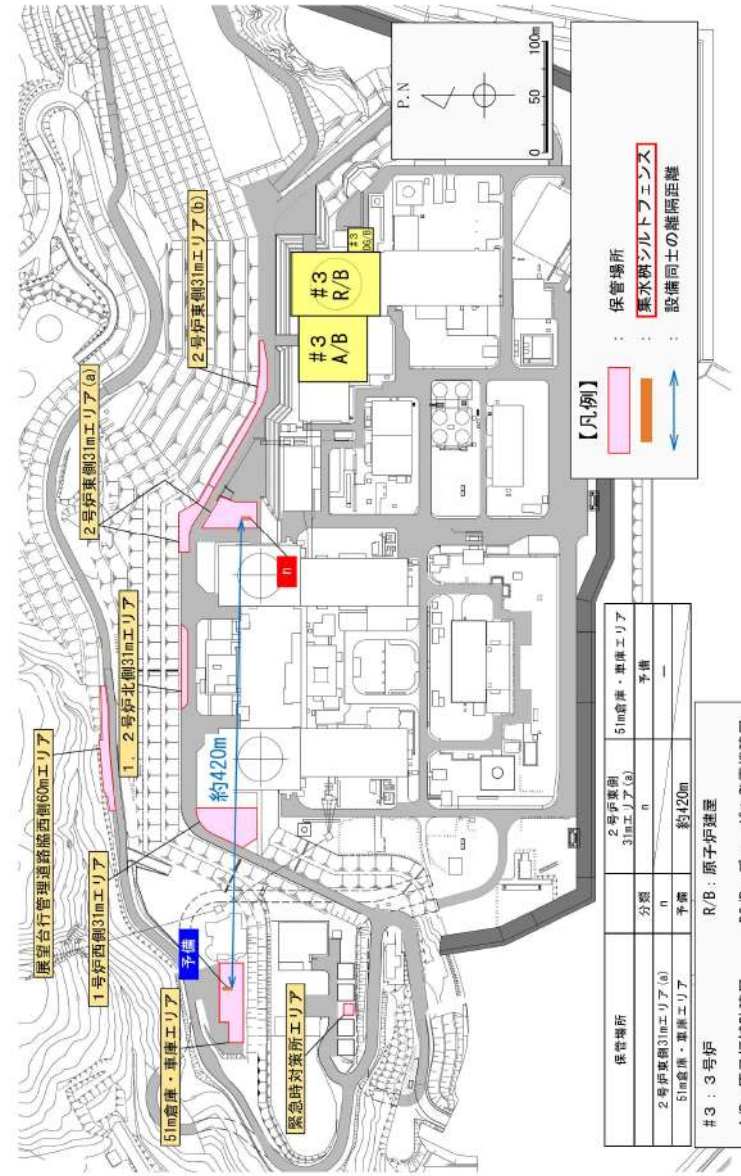 展望台行管理道路脇西側60mエリア
1号炉西側31mエリア
1、2号炉北側31mエリア
2号炉東側31mエリア(a)
2号炉東側31mエリア(b)
51m倉庫・車庫エリア
緊急時対策所エリア
予備
約420m
n
#3
A/B
#3
R/B
#3
DG/B
P.N
0 50 100m
【凡例】
： 保管場所
： 集水桝シルトフェンス
： 設備同士の離隔距離
保管場所 2号炉東側31mエリア(a) 51m倉庫・車庫エリア
分類 n 予備
2号炉東側31mエリア(a) n —
51m倉庫・車庫エリア 予備 約420m
#3：3号炉 R/B：原子炉建屋